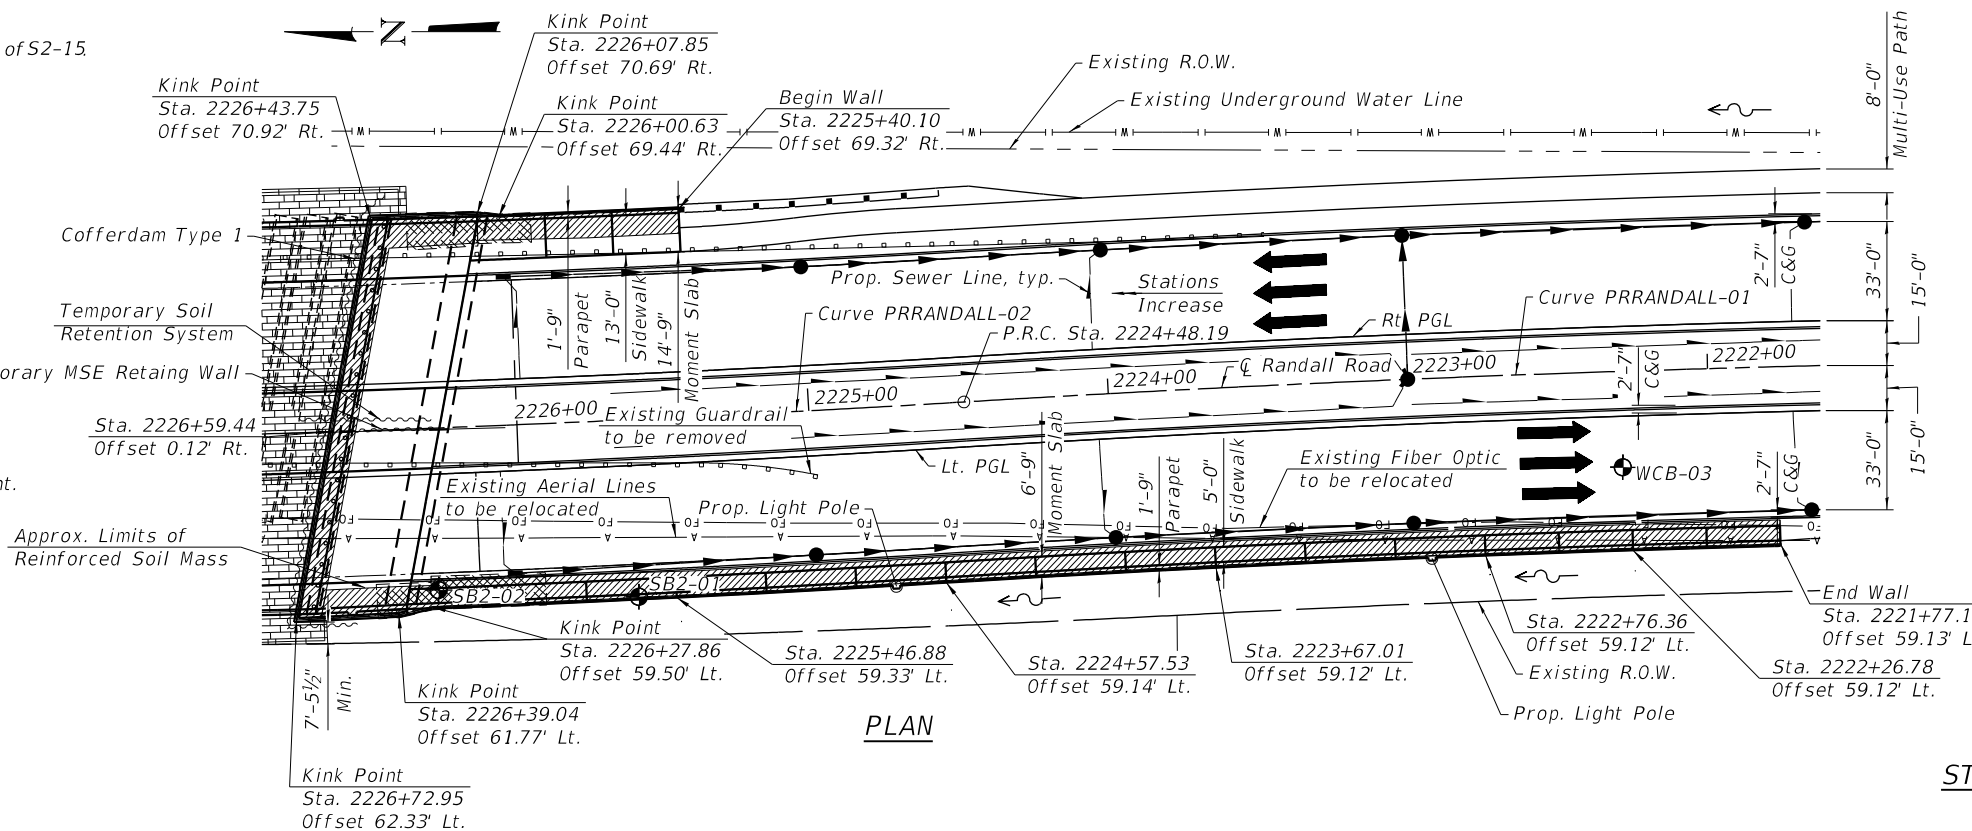 of S2-15.
N
Kink Point
Sta. 2226+07.85
Offset 70.69' Rt.
Kink Point
Sta. 2226+43.75
Offset 70.92' Rt.
Kink Point
Sta. 2226+00.63
Offset 69.44' Rt.
Begin Wall
Sta. 2225+40.10
Offset 69.32' Rt.
Existing R.O.W.
Existing Underground Water Line
8'-0"
Multi-Use Path
Cofferdam Type 1
Temporary Soil
Retention System
orary MSE Retaing Wall
Sta. 2226+59.44
Offset 0.12' Rt.
nt.
Approx. Limits of
Reinforced Soil Mass
1'-9"
Parapet
13'-0"
Sidewalk
14'-9"
Moment Slab
Prop. Sewer Line, typ.
Stations
Increase
Curve PRRANDALL-02
P.R.C. Sta. 2224+48.19
Rt. PGL
Curve PRRANDALL-01
2'-7"
C&G
33'-0"
15'-0"
2226+00
2225+00
2224+00
℄ Randall Road
2223+00
2'-7"
C&G
2222+00
Existing Guardrail
to be removed
Lt. PGL
6'-9"
Moment Slab
1'-9"
Parapet
5'-0"
Sidewalk
Existing Fiber Optic
to be relocated
WCB-03
2'-7"
C&G
33'-0"
15'-0"
Existing Aerial Lines
to be relocated
Prop. Light Pole
SB2-01
SB2-02
7'-5½"
Min.
Kink Point
Sta. 2226+27.86
Offset 59.50' Lt.
Sta. 2225+46.88
Offset 59.33' Lt.
Sta. 2224+57.53
Offset 59.14' Lt.
Sta. 2223+67.01
Offset 59.12' Lt.
Sta. 2222+76.36
Offset 59.12' Lt.
End Wall
Sta. 2221+77.1
Offset 59.13' L
Sta. 2222+26.78
Offset 59.12' Lt.
Existing R.O.W.
Prop. Light Pole
Kink Point
Sta. 2226+39.04
Offset 61.77' Lt.
Kink Point
Sta. 2226+72.95
Offset 62.33' Lt.
PLAN
ST